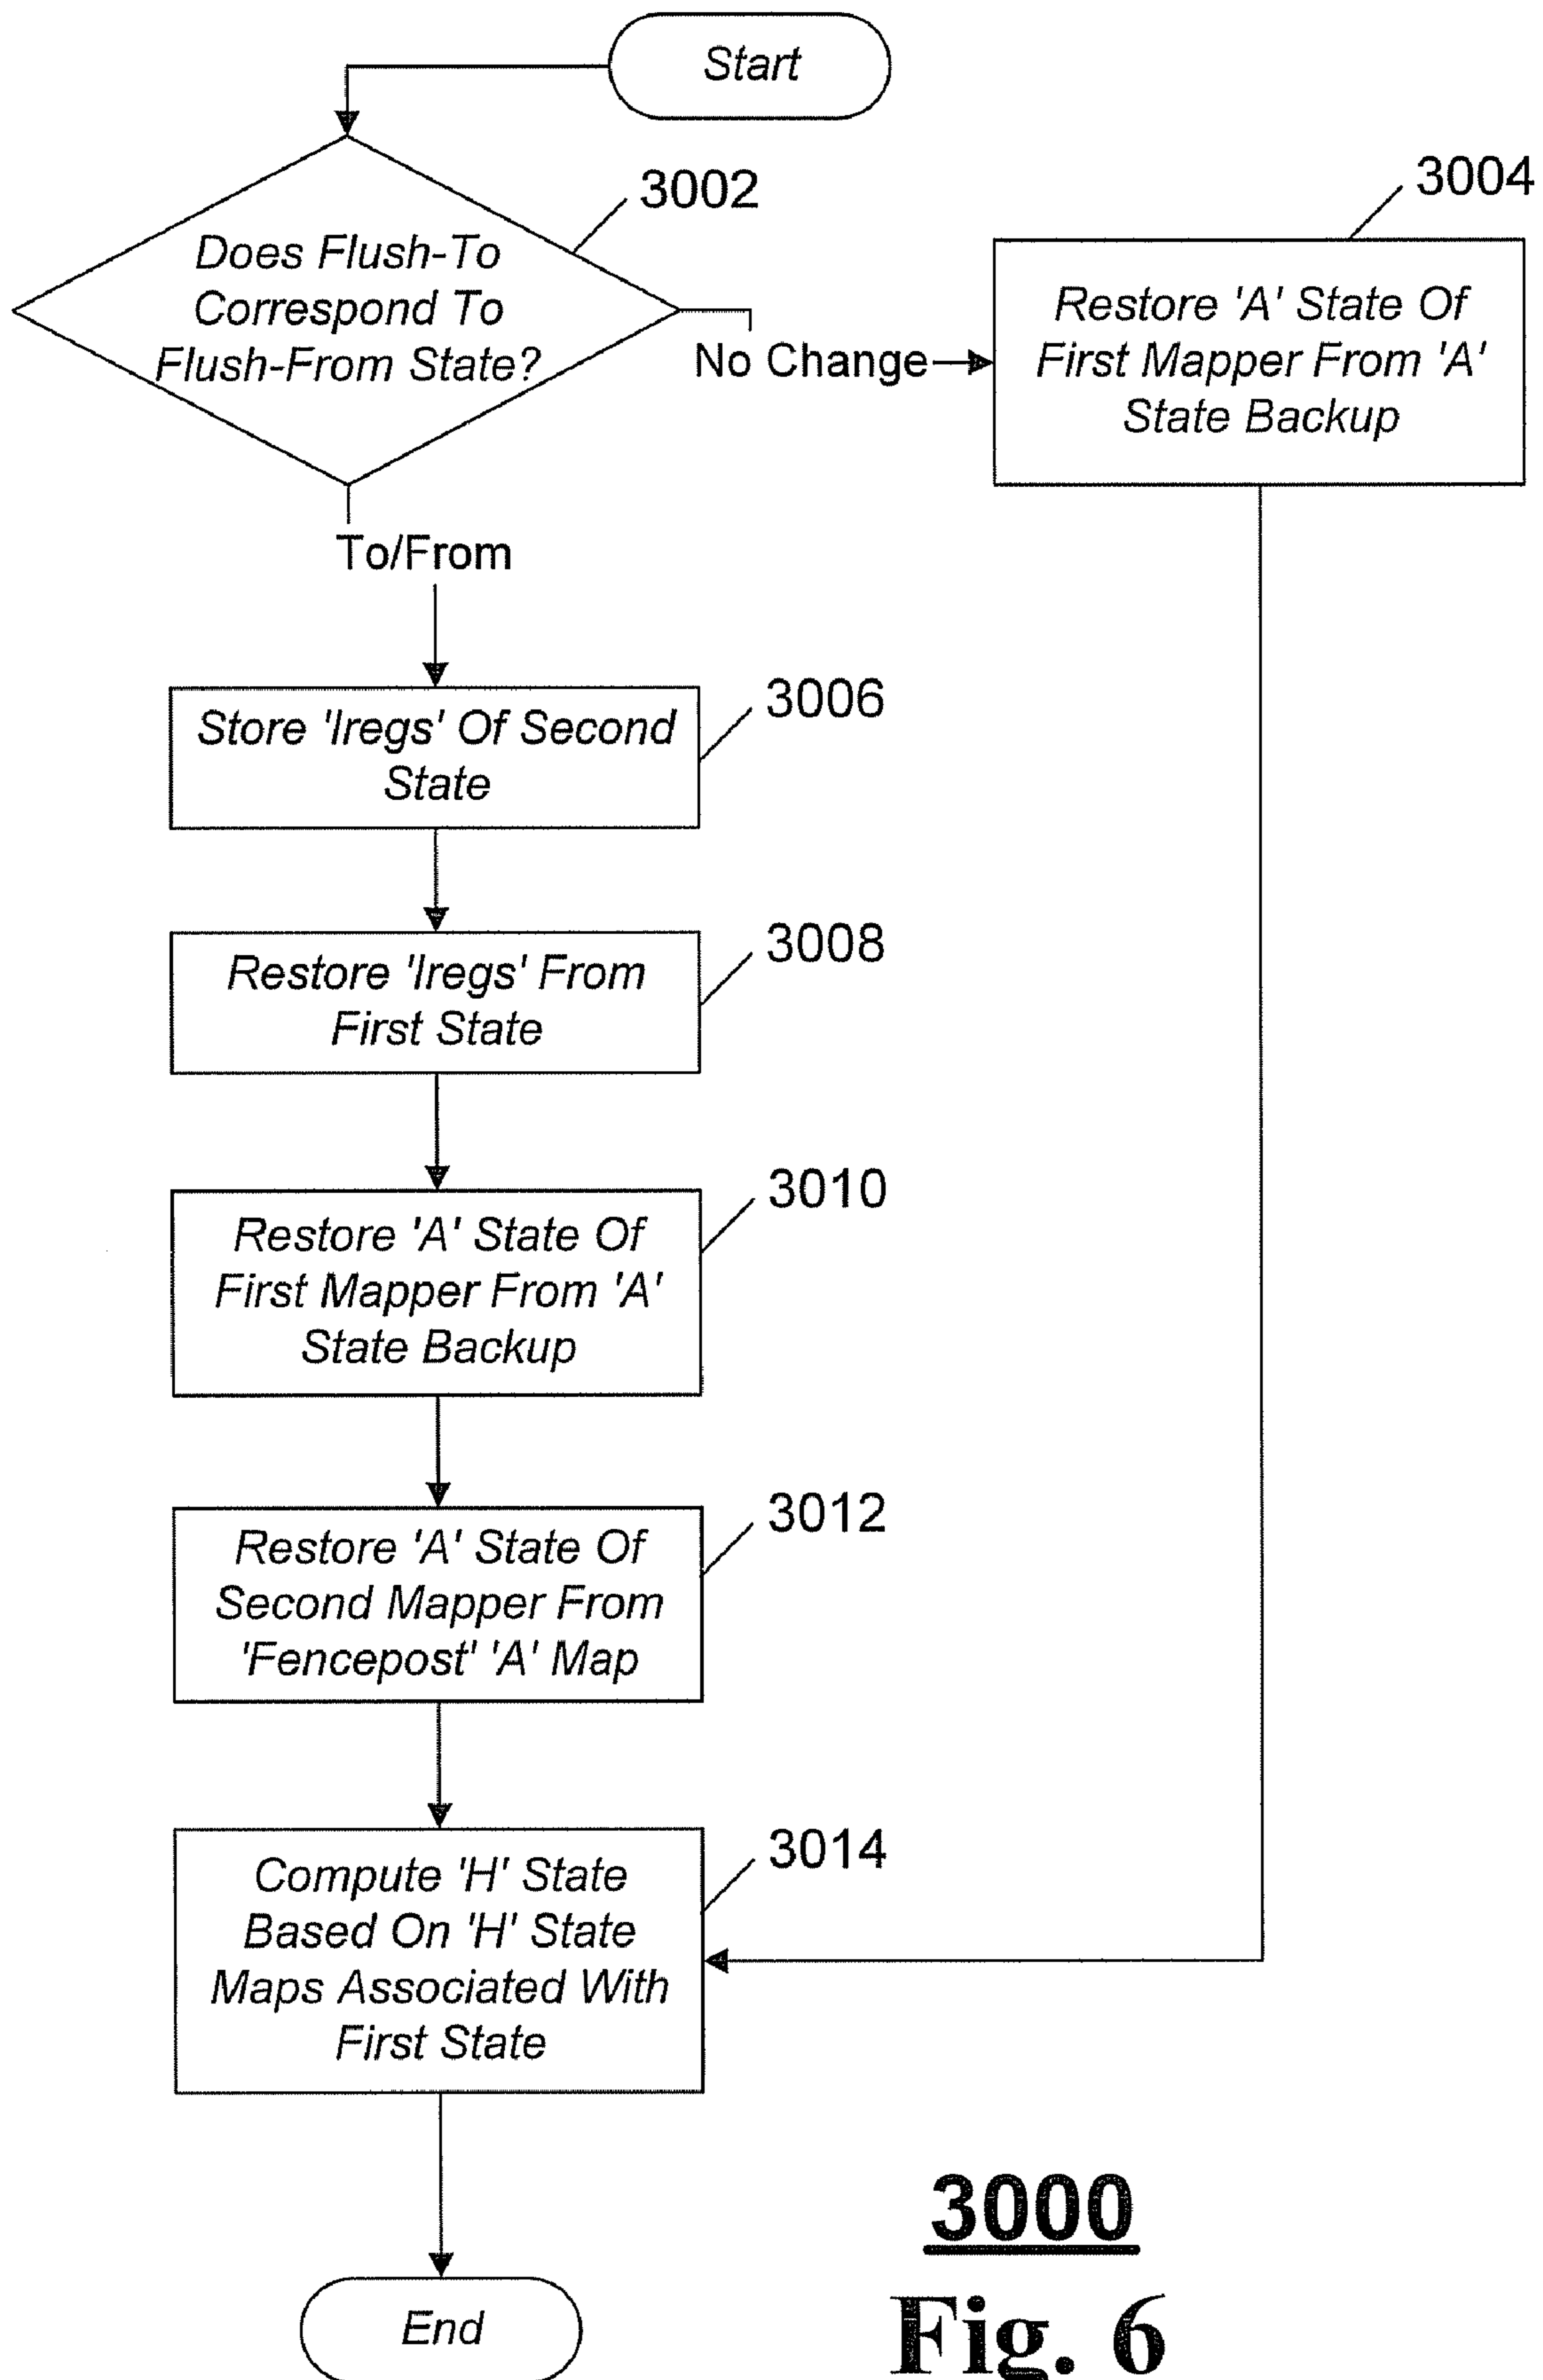 Start
3002
Does Flush-To
Correspond To
Flush-From State?
No Change
3004
Restore 'A' State Of
First Mapper From 'A'
State Backup
To/From
3006
Store 'Iregs' Of Second
State
3008
Restore 'Iregs' From
First State
3010
Restore 'A' State Of
First Mapper From 'A'
State Backup
3012
Restore 'A' State Of
Second Mapper From
'Fencepost' 'A' Map
3014
Compute 'H' State
Based On 'H' State
Maps Associated With
First State
End
3000
Fig. 6